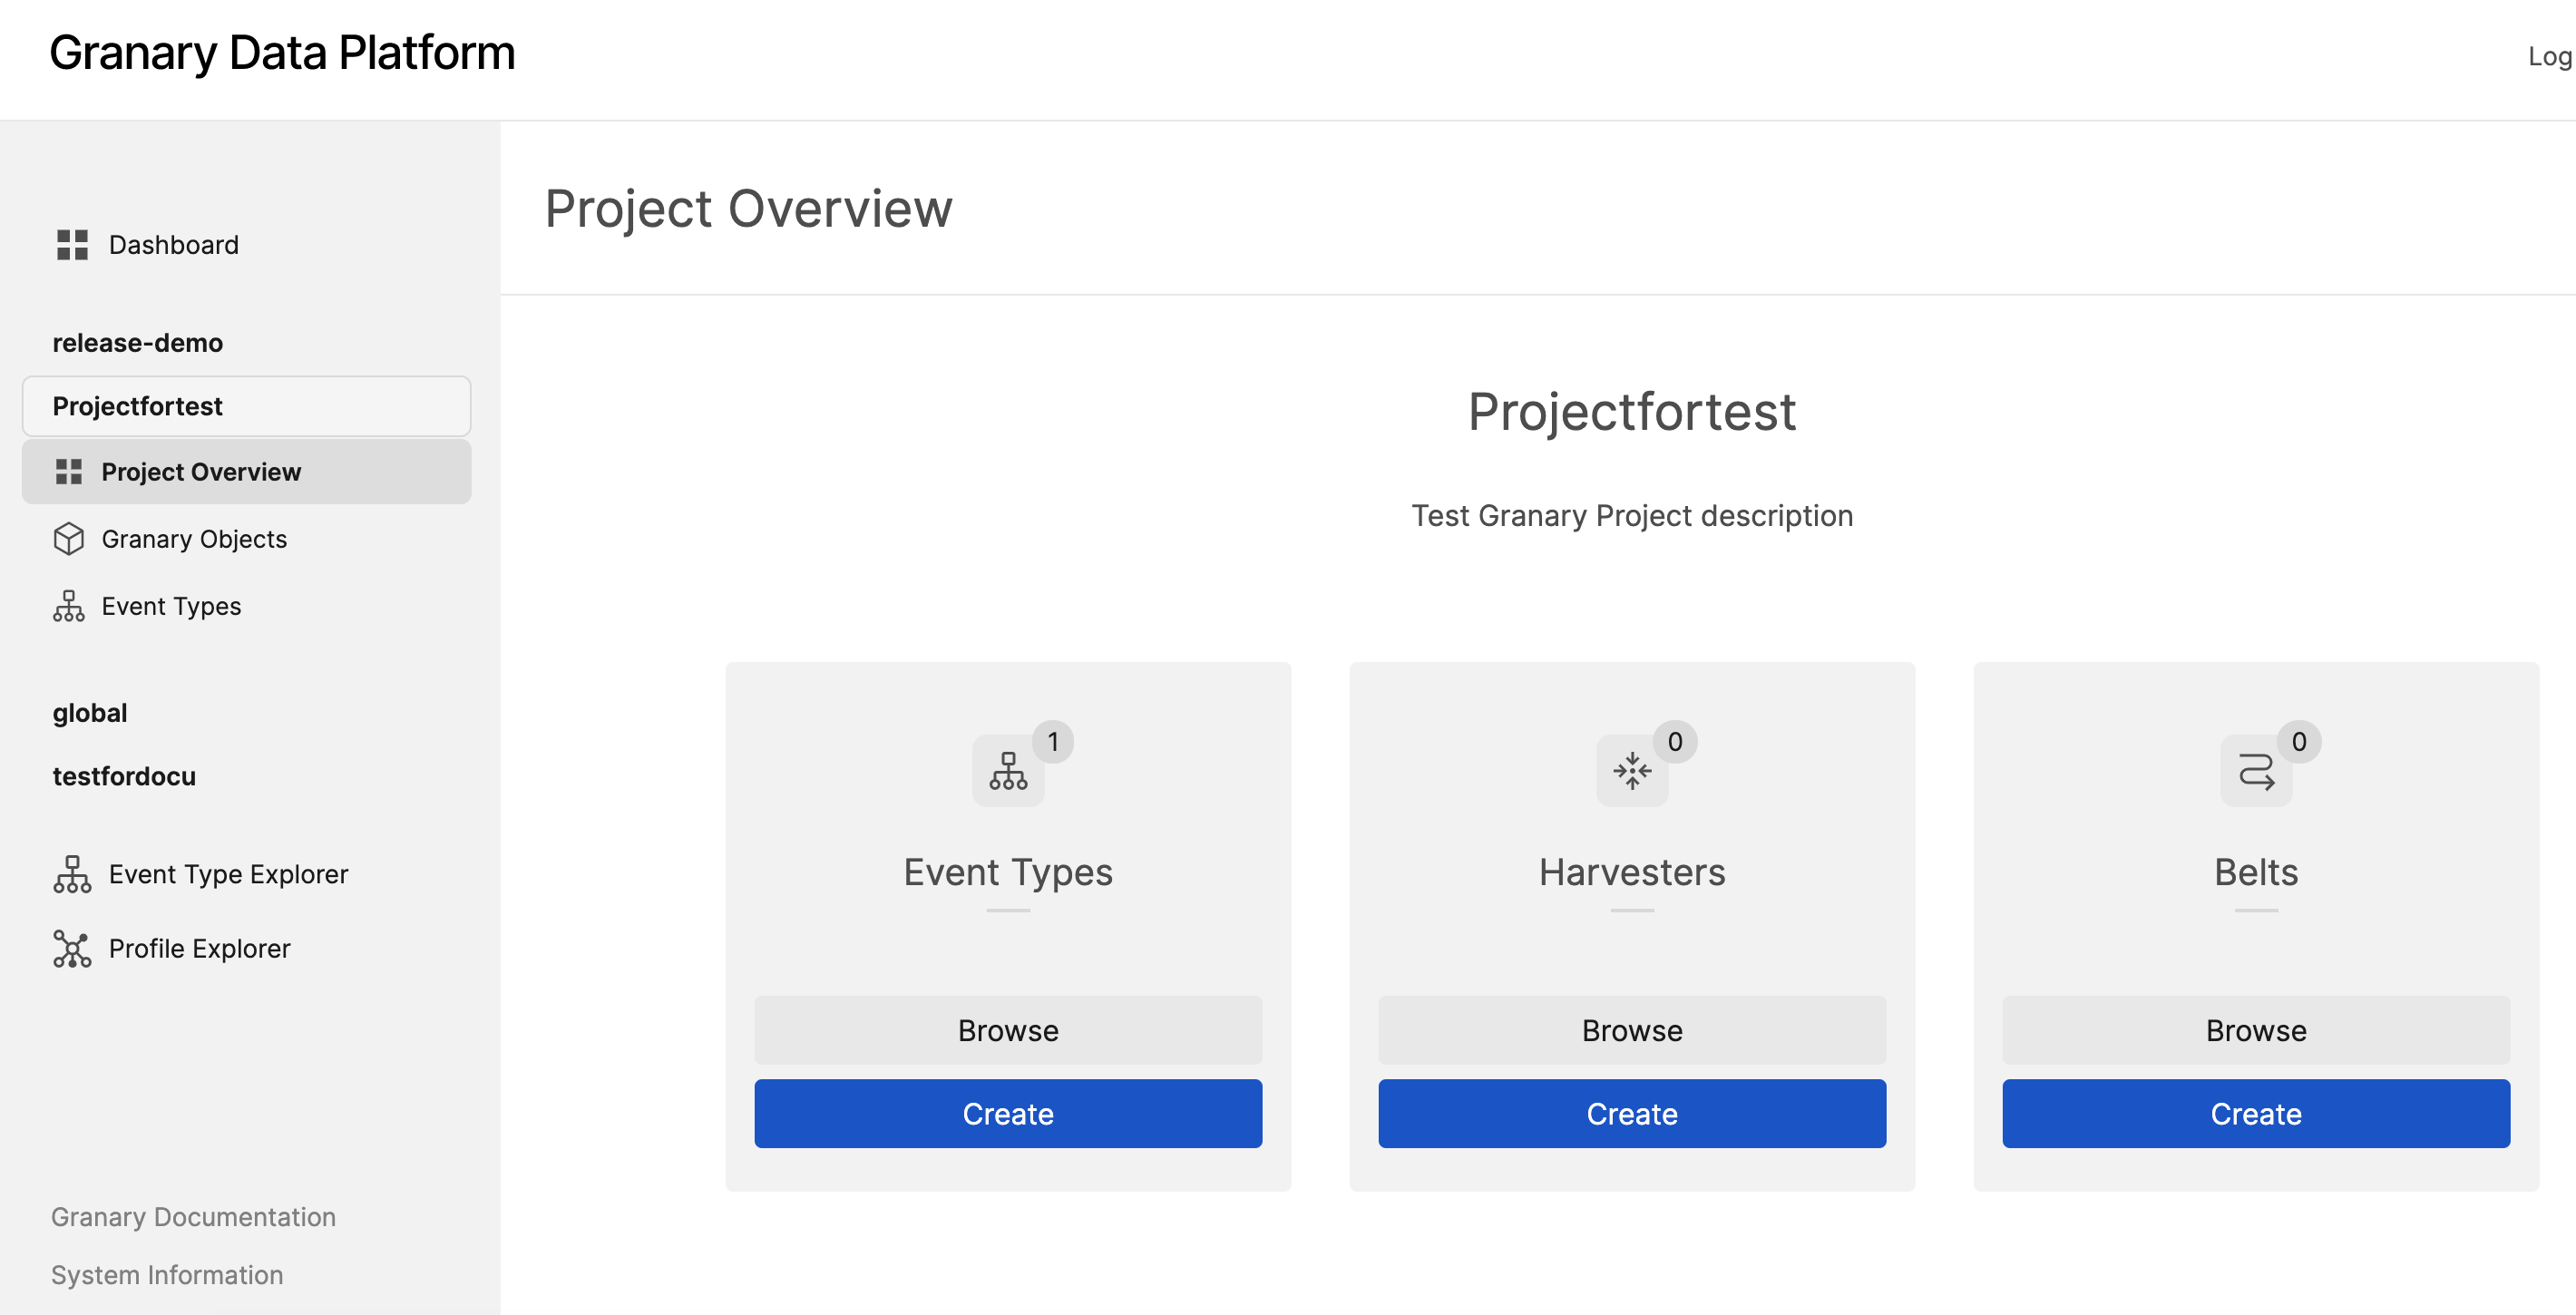 Granary Data Platform
Log
Dashboard
release-demo
Projectfortest
Project Overview
Granary Objects
Event Types
global
testfordocu
Event Type Explorer
Profile Explorer
Granary Documentation
System Information
Project Overview
Projectfortest
Test Granary Project description
1
Event Types
Browse
Create
0
Harvesters
Browse
Create
0
Belts
Browse
Create